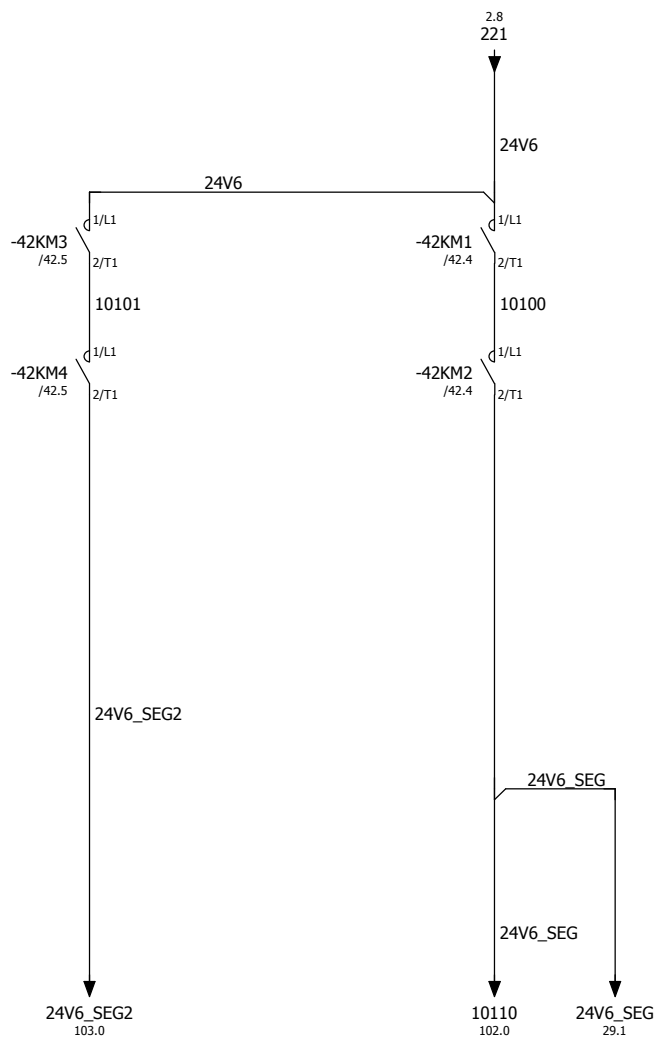 2.8
221
24V6
24V6
1/L1
-42KM3
/42.5
2/T1
1/L1
-42KM1
/42.4
2/T1
10101
10100
1/L1
-42KM4
/42.5
2/T1
1/L1
-42KM2
/42.4
2/T1
24V6_SEG2
24V6_SEG
24V6_SEG
24V6_SEG2
103.0
10110
102.0
24V6_SEG
29.1